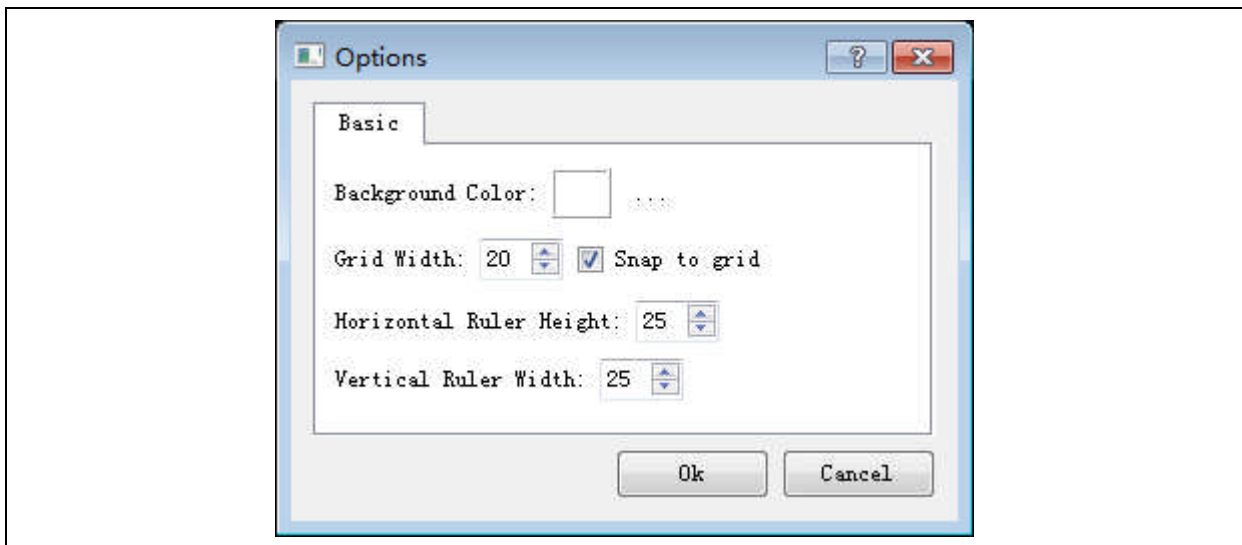 Options
Basic
Background Color: ...
Grid Width: 20 Snap to grid
Horizontal Ruler Height: 25
Vertical Ruler Width: 25
Ok Cancel